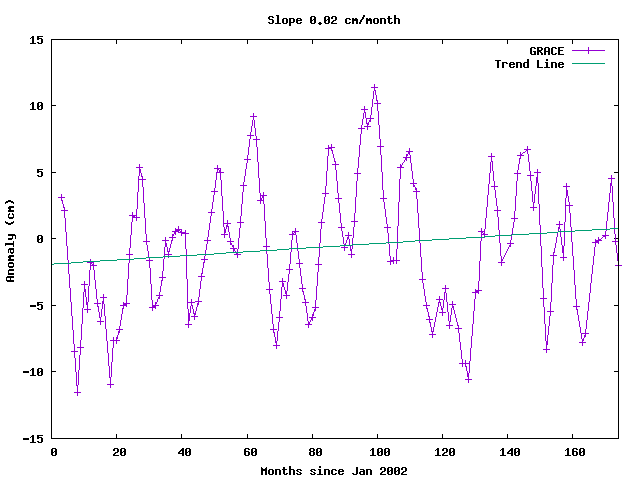 Slope 0.02 cm/month
15
GRACE
Trend Line
10
5
0
-5
-10
-15
Anomaly (cm)
0 20 40 60 80 100 120 140 160
Months since Jan 2002